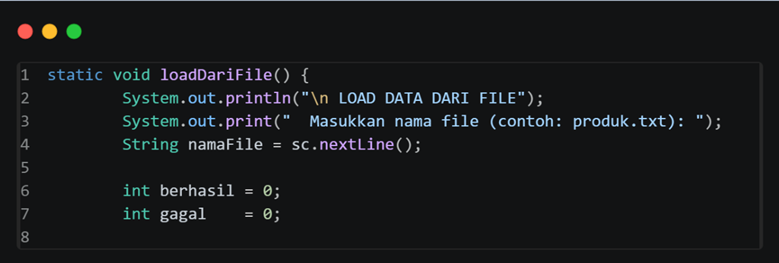 1 static void loadDariFile() {
2         System.out.println("\n LOAD DATA DARI FILE");
3         System.out.print("  Masukkan nama file (contoh: produk.txt): ");
4         String namaFile = sc.nextLine();
5
6         int berhasil = 0;
7         int gagal    = 0;
8